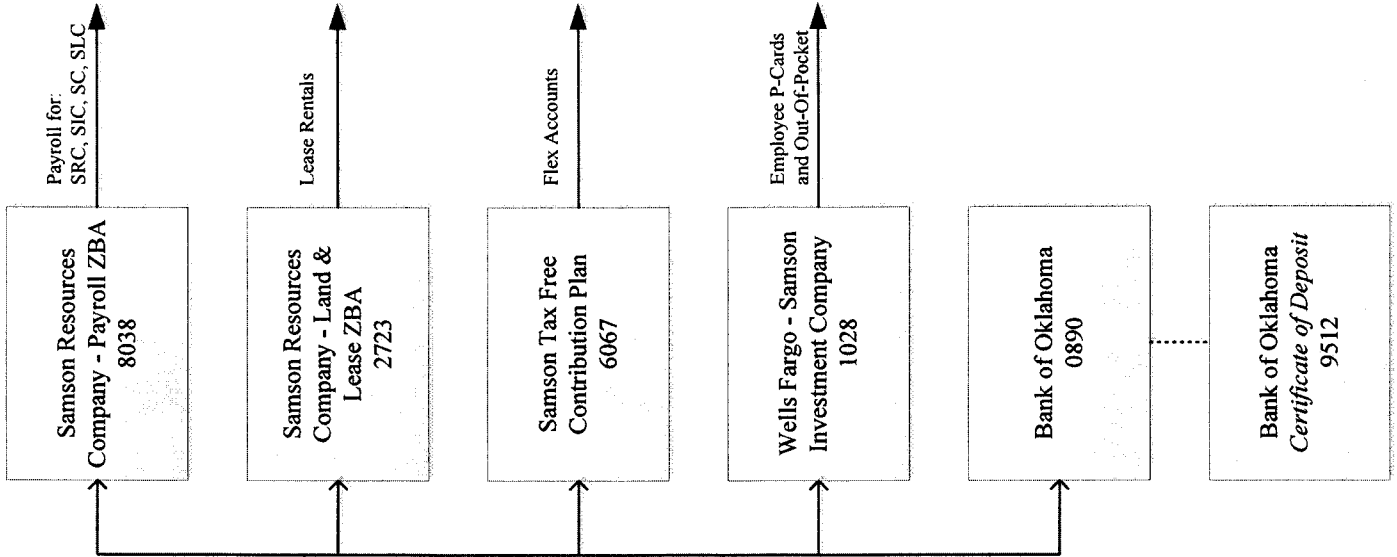 Samson Resources
Company - Payroll ZBA
8038
Payroll for:
SRC, SIC, SC, SLC
Samson Resources
Company - Land &
Lease ZBA
2723
Lease Rentals
Samson Tax Free
Contribution Plan
6067
Flex Accounts
Wells Fargo - Samson
Investment Company
1028
Employee P-Cards
and Out-Of-Pocket
Bank of Oklahoma
0890
Bank of Oklahoma
Certificate of Deposit
9512